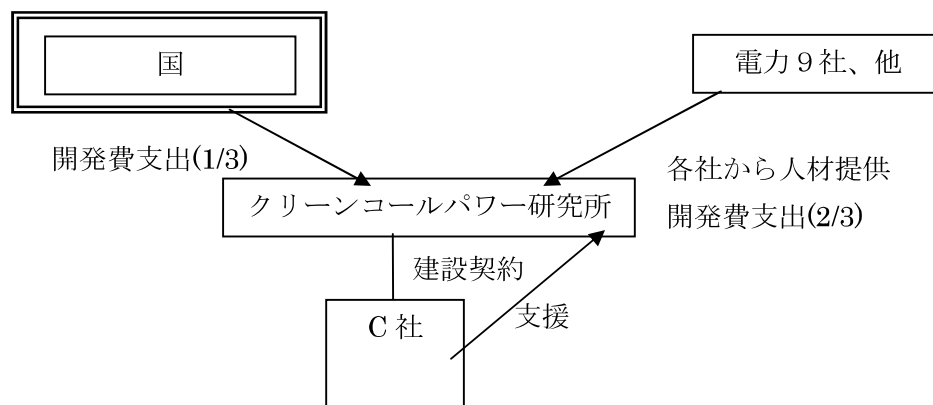 国
電力９社、他
開発費支出(1/3)
各社から人材提供
開発費支出(2/3)
クリーンコールパワー研究所
建設契約
支援
C 社